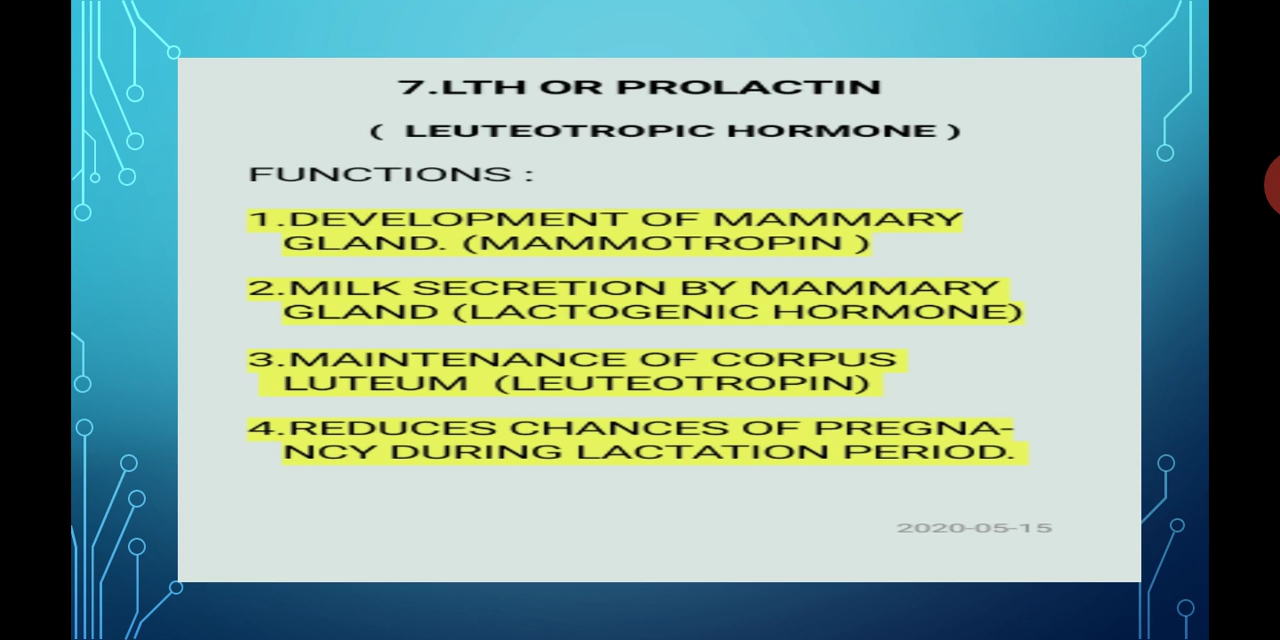 7.LTH OR PROLACTIN
( LEUTEOTROPIC HORMONE )
FUNCTIONS :
1.DEVELOPMENT OF MAMMARY
GLAND. (MAMMOTROPIN )
2.MILK SECRETION BY MAMMARY
GLAND (LACTOGENIC HORMONE)
3.MAINTENANCE OF CORPUS
LUTEUM (LEUTEOTROPIN)
4.REDUCES CHANCES OF PREGNA-
NCY DURING LACTATION PERIOD.
2020-05-15